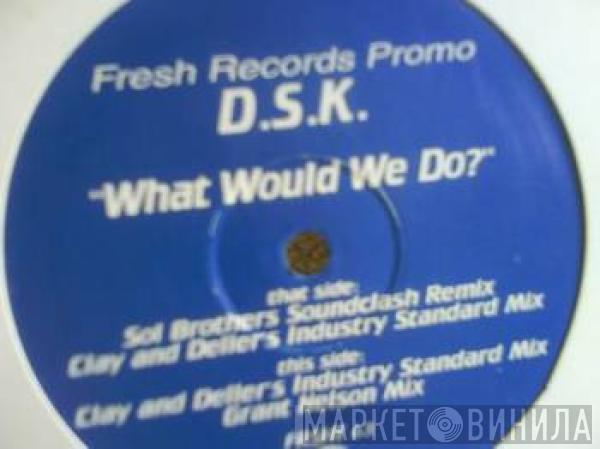 Fresh Records Promo
D.S.K.
"What Would We Do?"
that side:
Sol Brothers Soundclash Remix
Clay and Deller's Industry Standard Mix
this side:
Clay and Deller's Industry Standard Mix
Grant Nelson Mix
МАРКЕТ ВИНИЛА